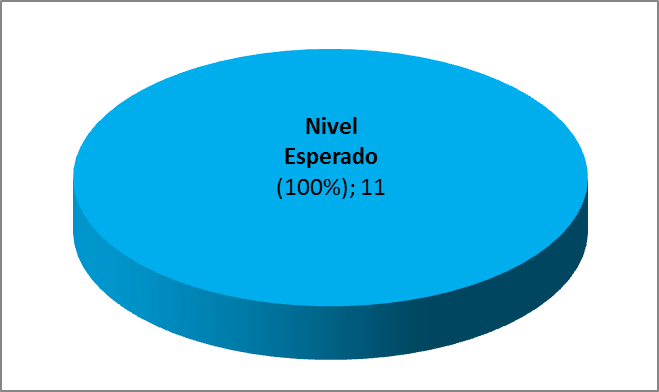 Nivel
Esperado
(100%); 11